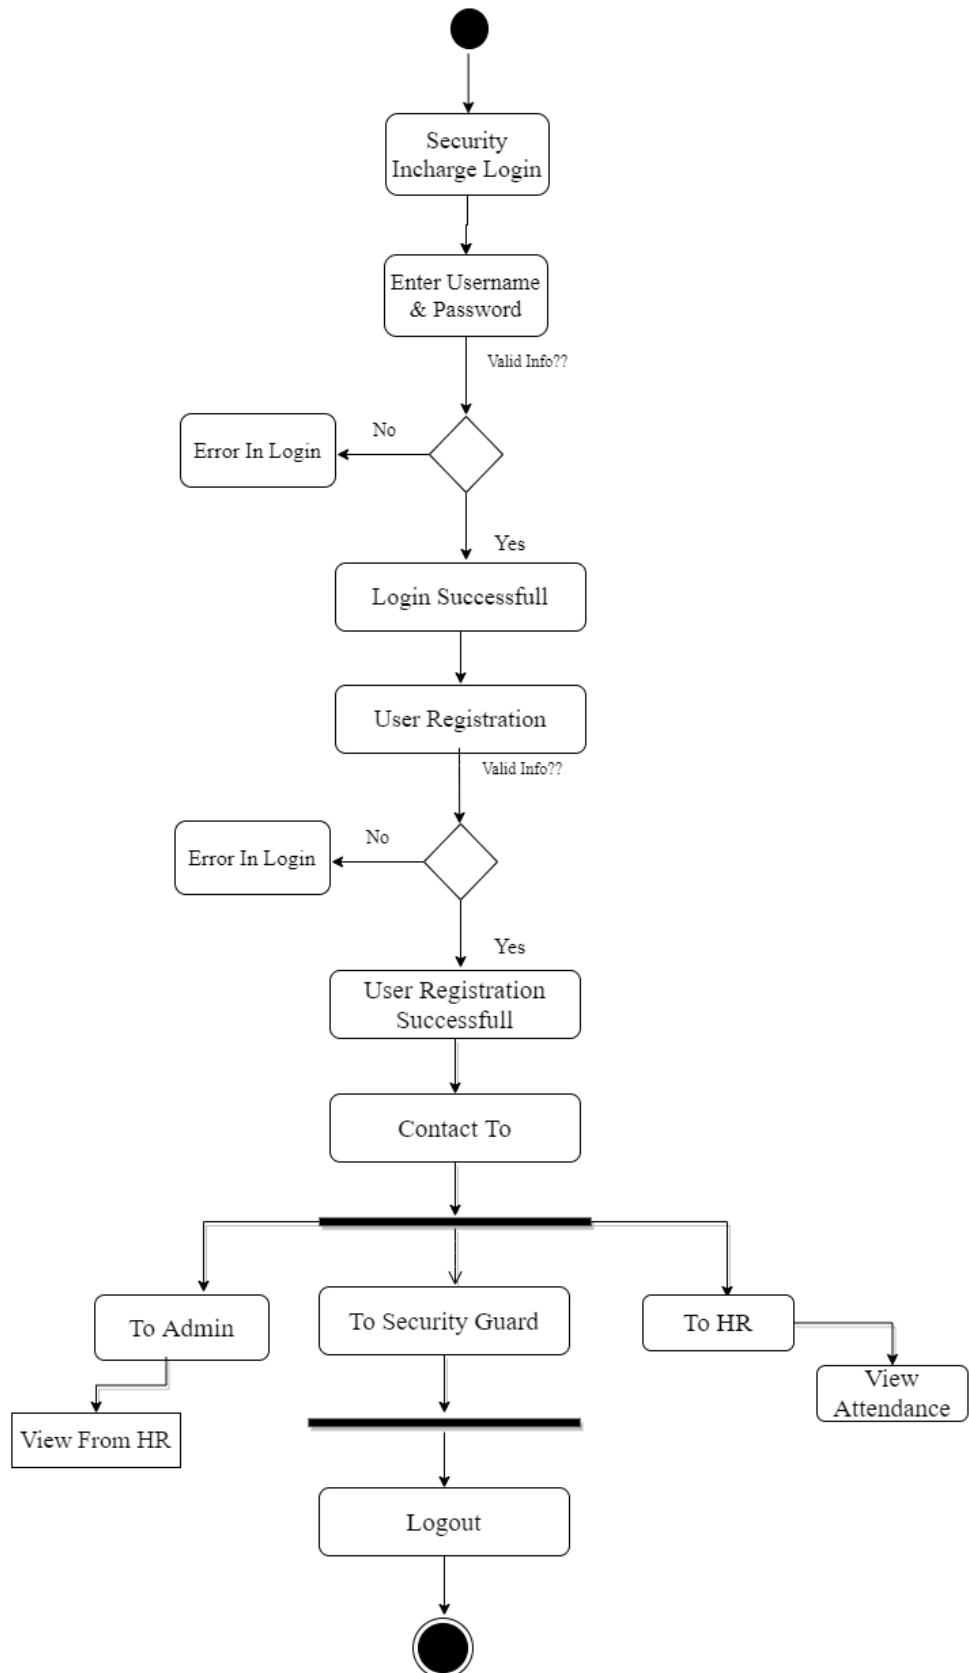 Security
Incharge Login
Enter Username
& Password
Valid Info??
No
Error In Login
Yes
Login Successfull
User Registration
Valid Info??
No
Error In Login
Yes
User Registration
Successfull
Contact To
To Admin
To Security Guard
To HR
View
Attendance
View From HR
Logout